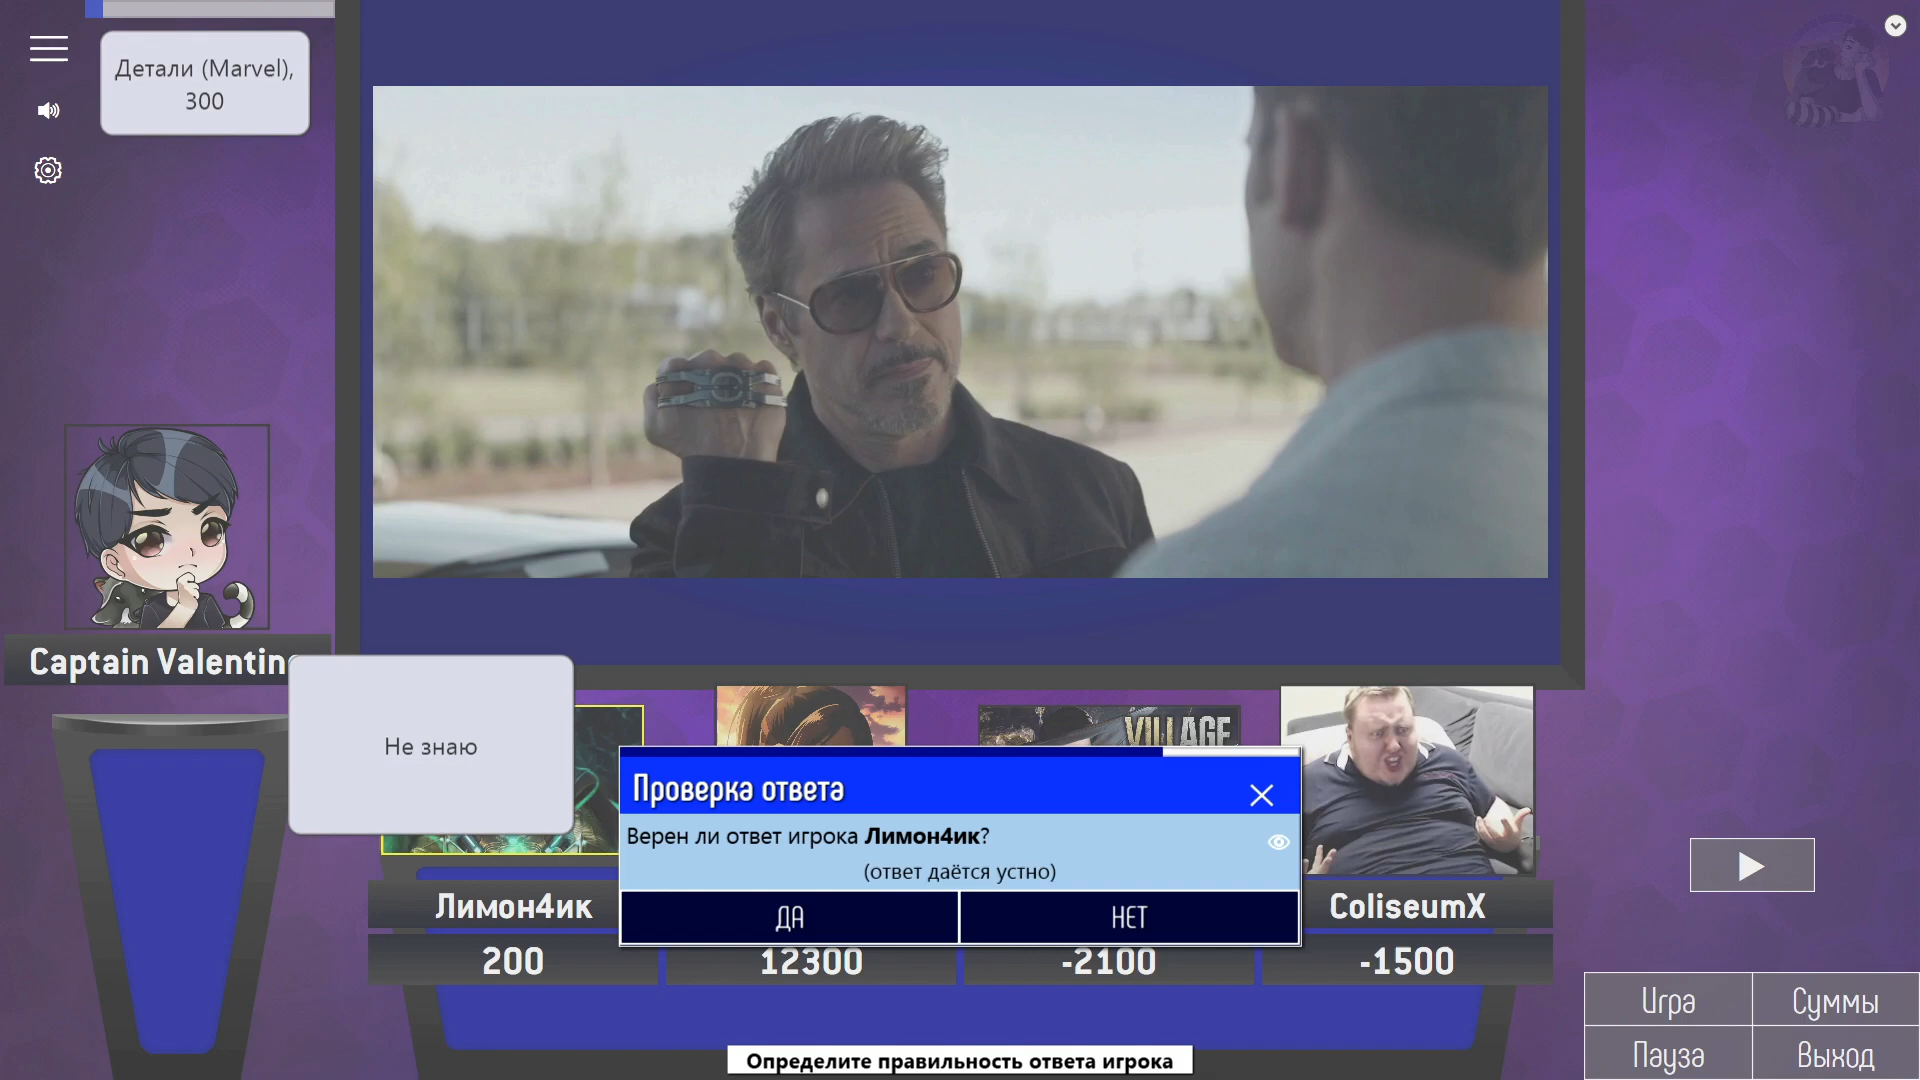 Детали (Marvel),
300
Captain Valentin
Не знаю
VILLAGE
Проверка ответа
Верен ли ответ игрока Лимон4ик?
(ответ даётся устно)
ДА
НЕТ
Лимон4ик
ColiseumX
200
12300
-2100
-1500
Игра
Суммы
Пауза
Выход
Определите правильность ответа игрока